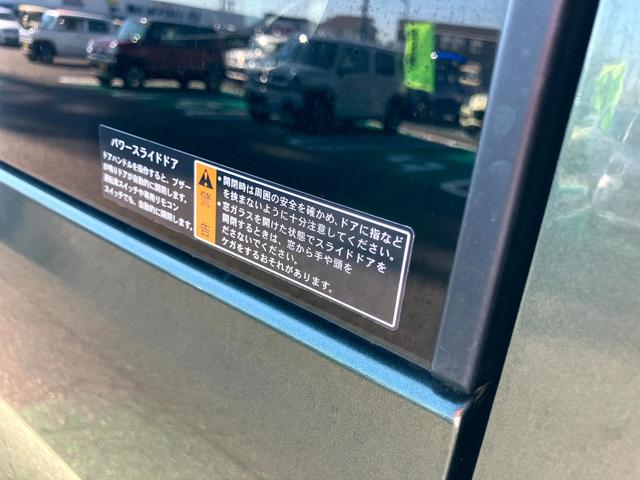 パワースライドドア
ドアハンドルを操作すると、ブザー
が鳴りドアが自動的に開閉します。
運転席スイッチや専用リモコン
スイッチでも、自動的に開閉します。
警告
•開閉時は周囲の安全を確かめ、ドアに指など
を挟まないように十分注意してください。
•窓ガラスを開けた状態でスライドドアを
開閉するときは、窓から手や頭を
ださないでください。
ケガをするおそれがあります。